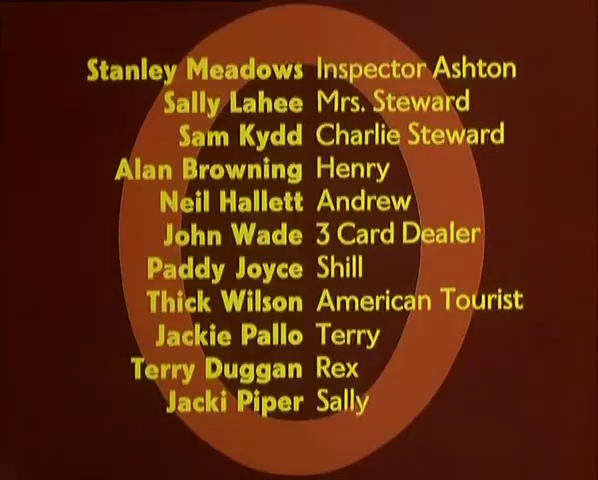 Stanley Meadows Inspector Ashton
Sally Lahee Mrs. Steward
Sam Kydd Charlie Steward
Alan Browning Henry
Neil Hallett Andrew
John Wade 3 Card Dealer
Paddy Joyce Shill
Thick Wilson American Tourist
Jackie Pallo Terry
Terry Duggan Rex
Jacki Piper Sally